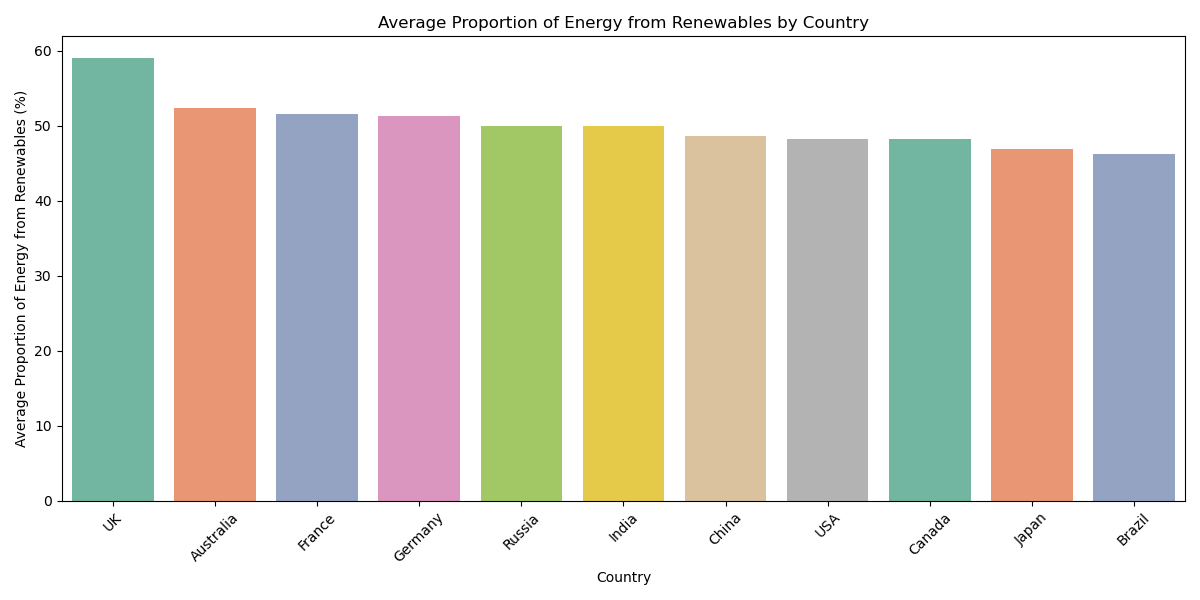 Average Proportion of Energy from Renewables by Country
Average Proportion of Energy from Renewables (%)
60
50
40
30
20
10
0
UK
Australia
France
Germany
Russia
India
China
USA
Canada
Japan
Brazil
Country